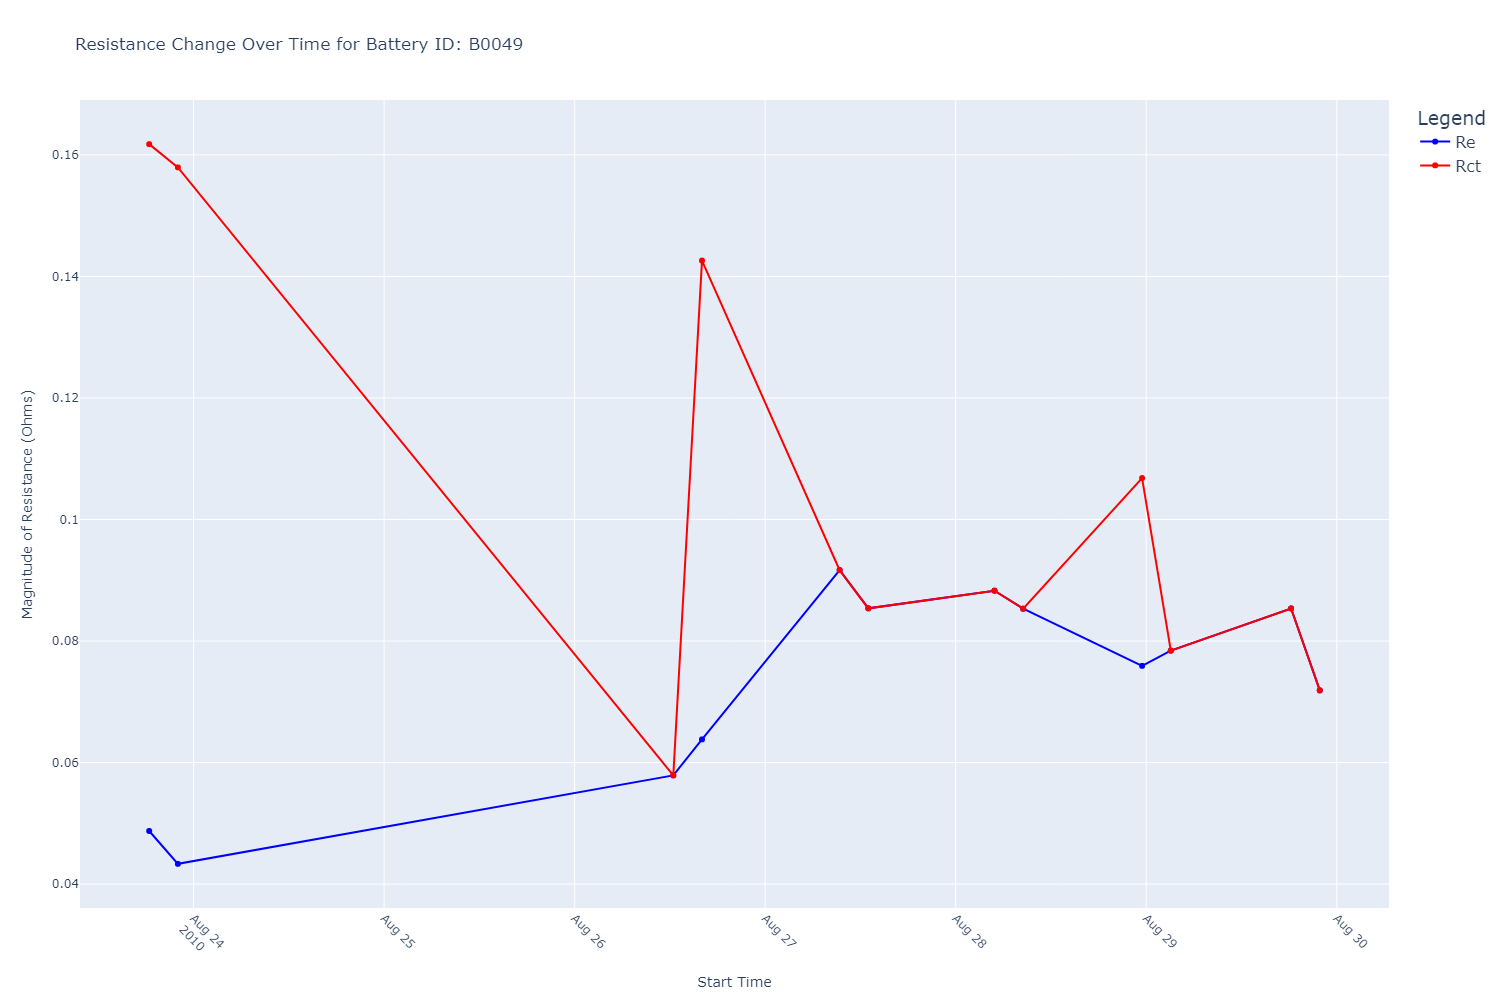 Resistance Change Over Time for Battery ID: B0049
Legend
Re
Rct
0.16
0.14
0.12
0.1
0.08
0.06
0.04
Magnitude of Resistance (Ohms)
Aug 24
2010
Aug 25
Aug 26
Aug 27
Aug 28
Aug 29
Aug 30
Start Time